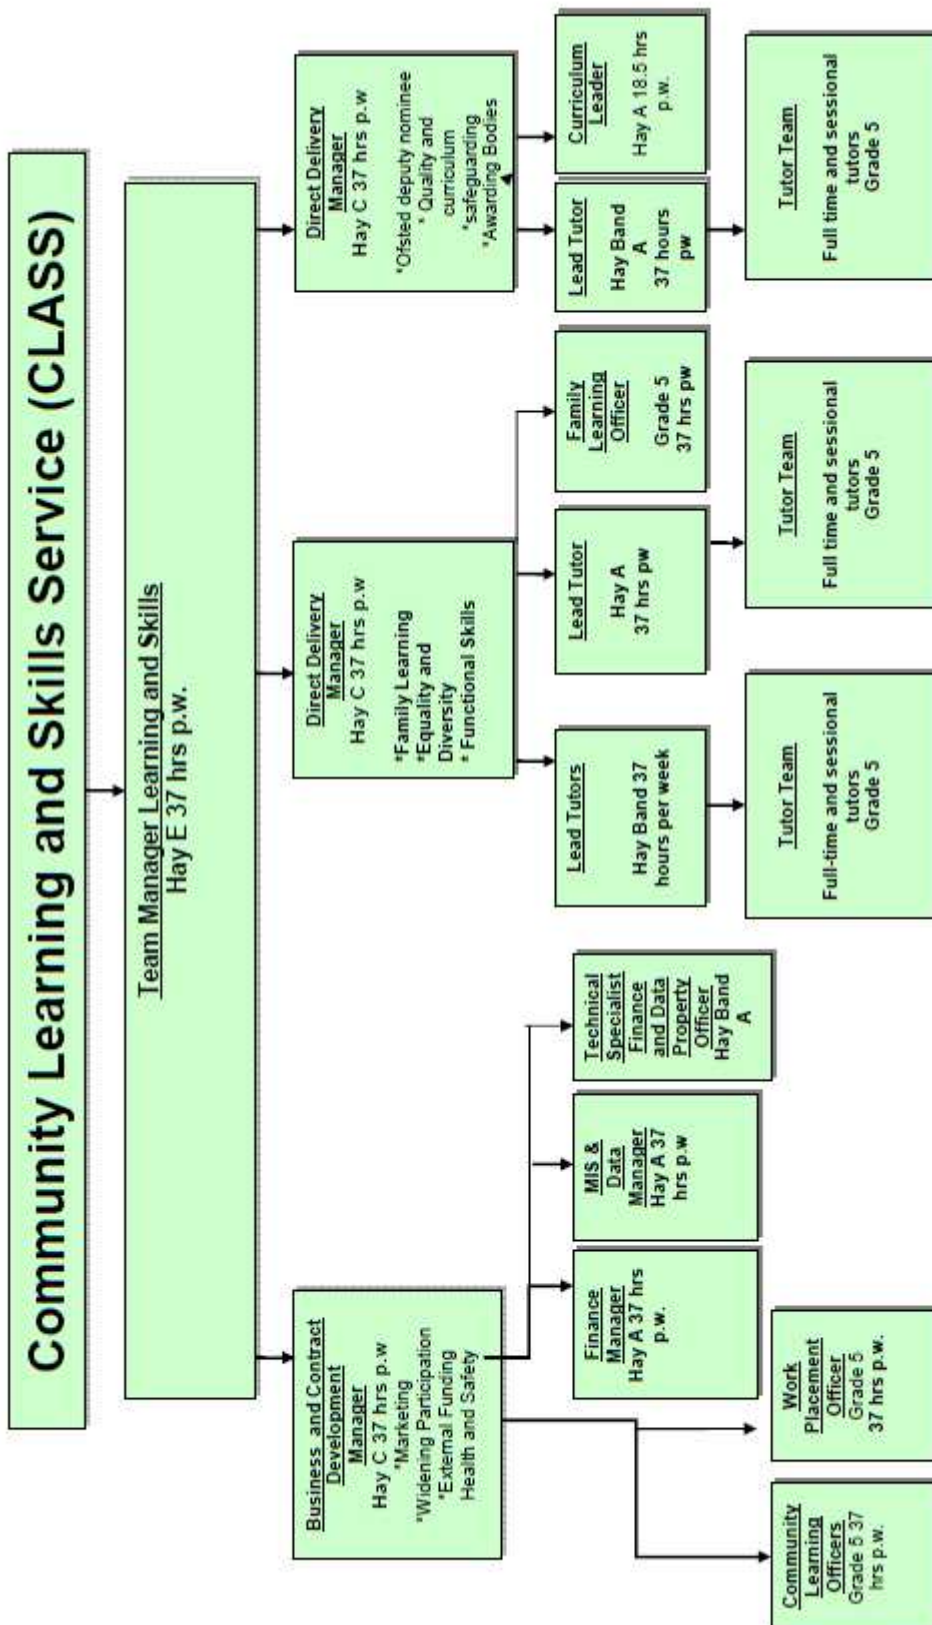 Community Learning and Skills Service (CLASS)
Team Manager Learning and Skills
Hay E 37 hrs p.w.
Business and Contract
Development
Manager
Hay C 37 hrs p.w
*Marketing
*Widening Participation
*External Funding
Health and Safety
Direct Delivery
Manager
Hay C 37 hrs p.w
*Family Learning
*Equality and
Diversity
* Functional Skills
Direct Delivery
Manager
Hay C 37 hrs p.w
*Ofsted deputy nominee
* Quality and
curriculum
*safeguarding
*Awarding Bodies
Finance
Manager
Hay A 37 hrs
p.w.
MIS &
Data
Manager
Hay A 37
hrs p.w
Technical
Specialist
Finance
and Data
Property
Officer
Hay Band
A
Lead Tutors
Hay Band 37
hours per week
Lead Tutor
Hay A
37 hrs pw
Family
Learning
Officer
Grade 5
37 hrs pw
Lead Tutor
Hay Band
A
37 hours
pw
Curriculum
Leader
Hay A 18.5 hrs
p.w.
Community
Learning
Officers
Grade 5 37
hrs p.w.
Work
Placement
Officer
Grade 5
37 hrs p.w.
Tutor Team
Full-time and sessional
tutors
Grade 5
Tutor Team
Full time and sessional
tutors
Grade 5
Tutor Team
Full time and sessional
tutors
Grade 5